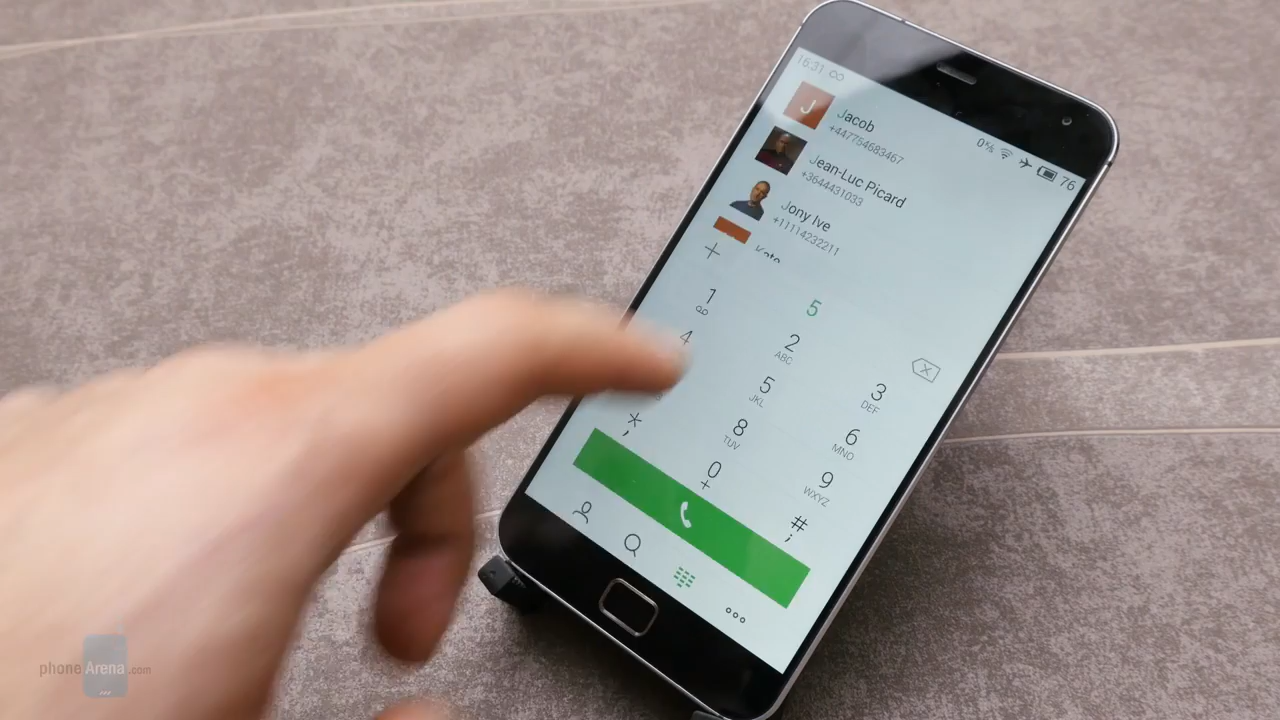 16:31
0% 76
J
Jacob
+447754683467
Jean-Luc Picard
+3644431033
Jony Ive
+11114232211
5
1
2
ABC
3
DEF
4
5
JKL
6
MNO
8
TUV
9
WXYZ
*
;
0
+
#
;
phoneArena.com